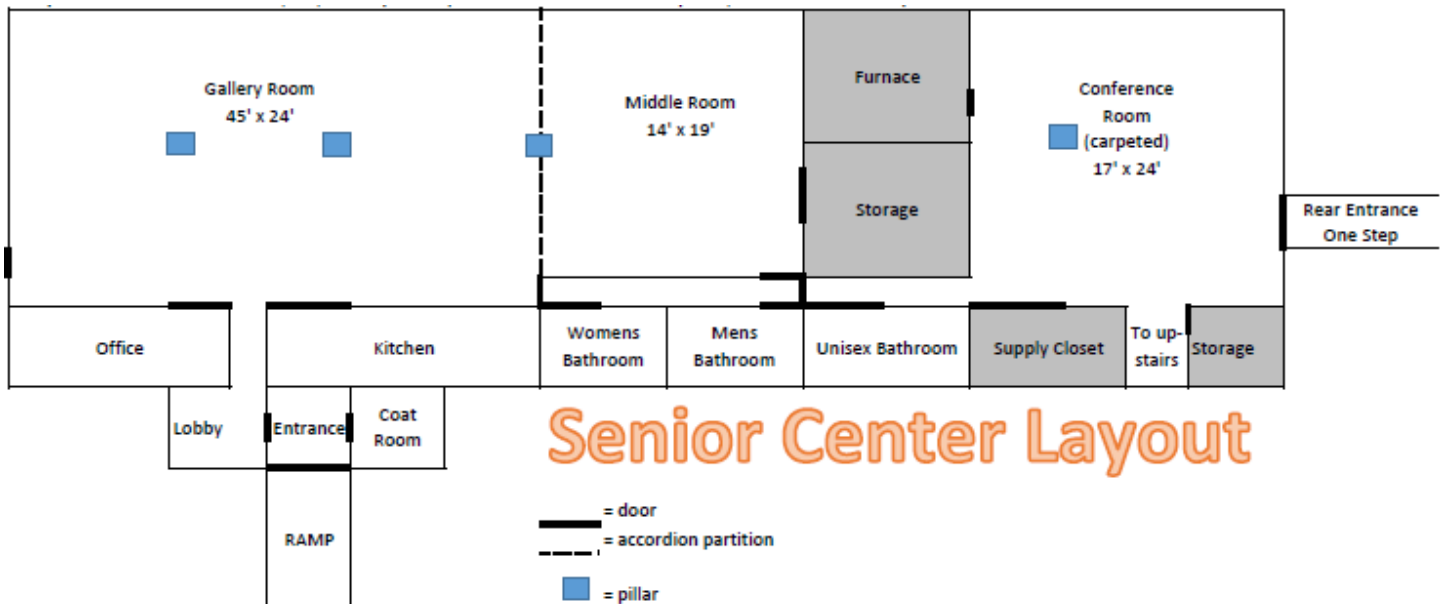 Gallery Room
45' x 24'
Middle Room
14' x 19'
Furnace
Conference
Room
(carpeted)
17' x 24'
Storage
Rear Entrance
One Step
Office
Kitchen
Womens
Bathroom
Mens
Bathroom
Unisex Bathroom
Supply Closet
To up-
stairs
Storage
Lobby
Entrance
Coat
Room
Senior Center Layout
RAMP
= door
= accordion partition
= pillar